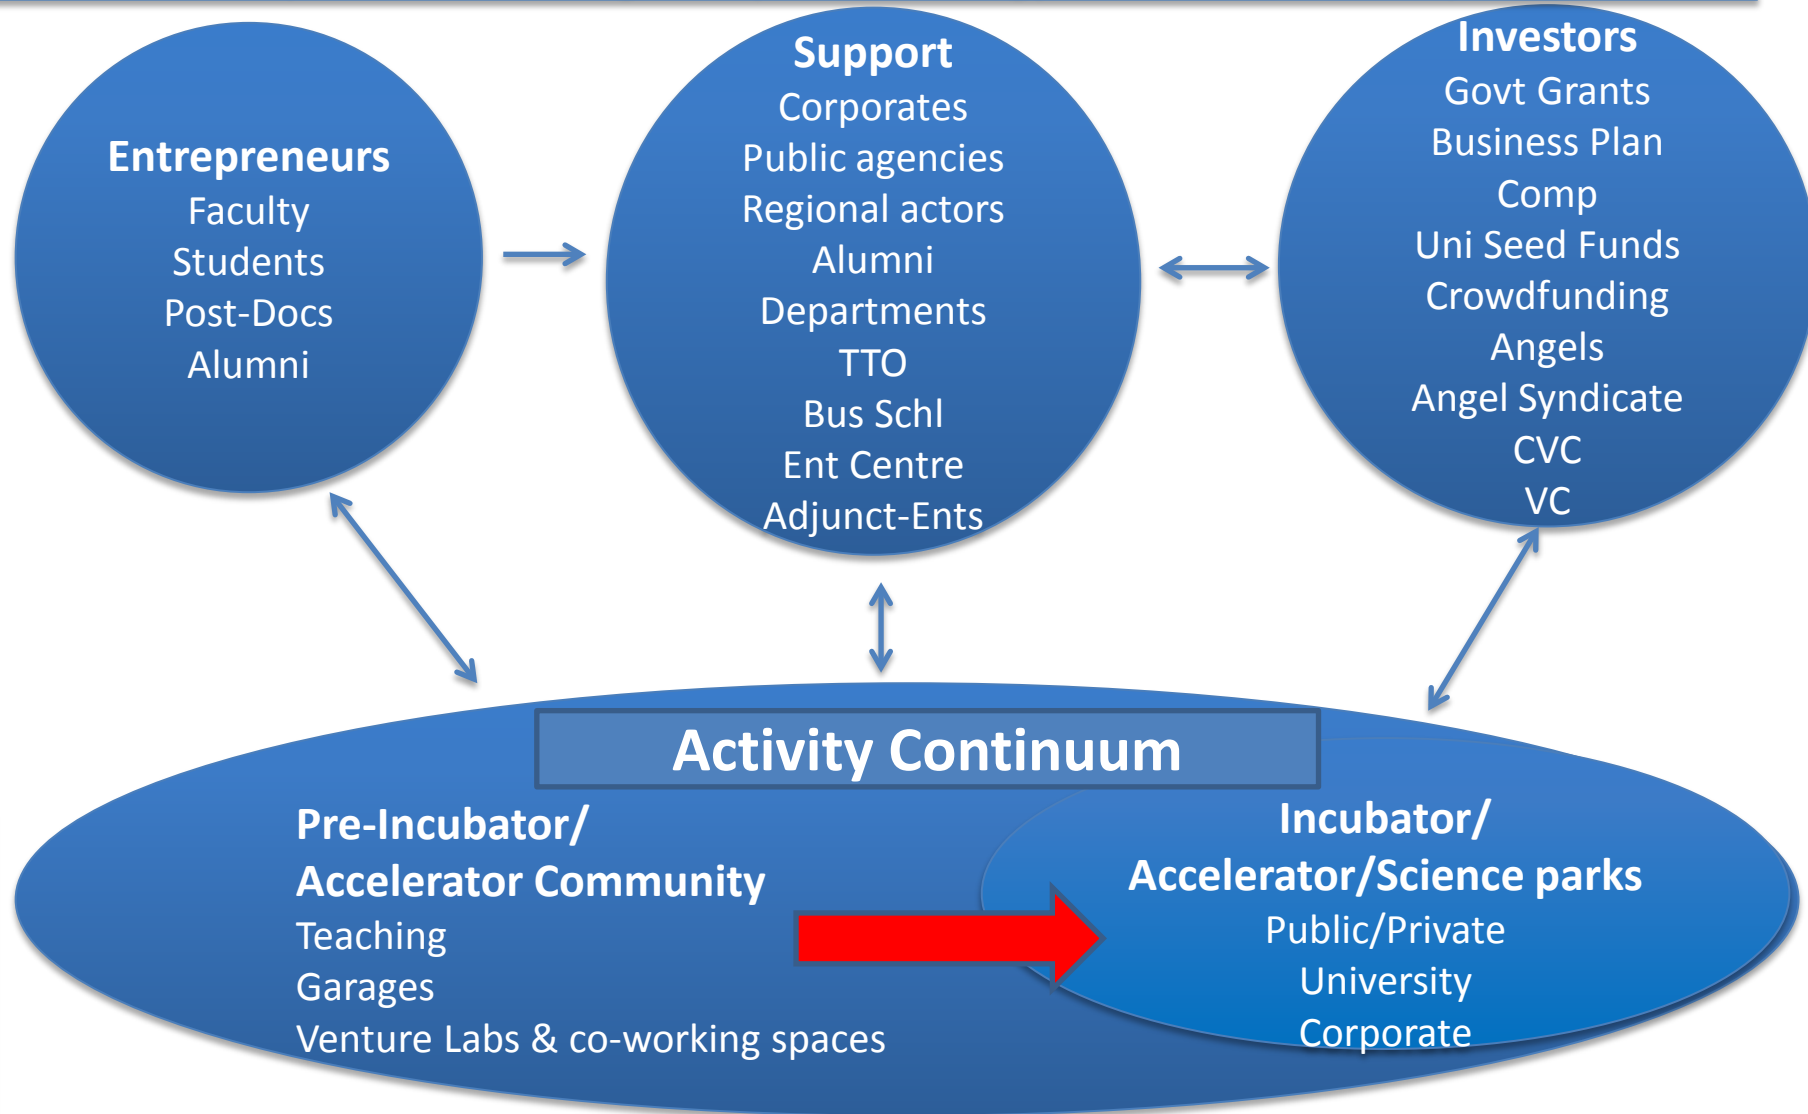 Entrepreneurs
Faculty
Students
Post-Docs
Alumni
Support
Corporates
Public agencies
Regional actors
Alumni
Departments
TTO
Bus Schl
Ent Centre
Adjunct-Ents
Investors
Govt Grants
Business Plan
Comp
Uni Seed Funds
Crowdfunding
Angels
Angel Syndicate
CVC
VC
Activity Continuum
Pre-Incubator/
Accelerator Community
Teaching
Garages
Venture Labs & co-working spaces
Incubator/
Accelerator/Science parks
Public/Private
University
Corporate